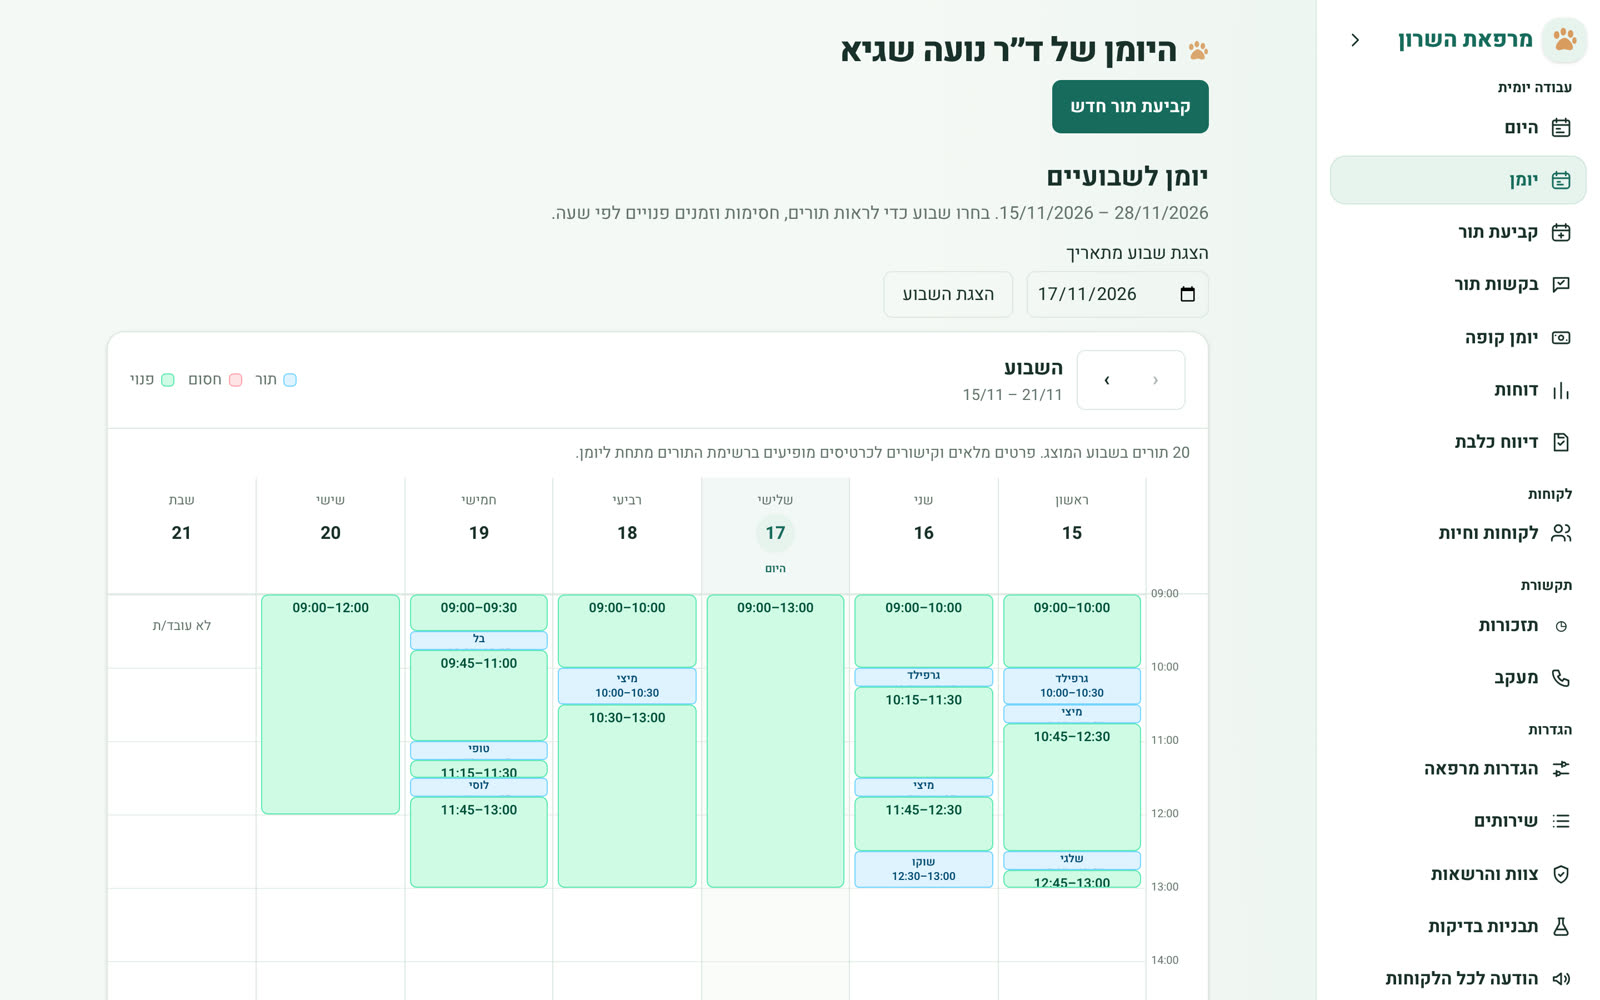 מרפאת השרון
עבודה יומית
היום
יומן
קביעת תור
בקשות תור
יומן קופה
דוחות
דיווח כלבת
לקוחות
לקוחות וחיות
תקשורת
תזכורות
מעקב
הגדרות
הגדרות מרפאה
שירותים
צוות והרשאות
תבניות בדיקות
הודעה לכל הלקוחות
היומן של ד״ר נועה שגיא
קביעת תור חדש
יומן לשבועיים
15/11/2026 – 28/11/2026. בחרו שבוע כדי לראות תורים, חסימות וזמנים פנויים לפי שעה.
הצגת שבוע מתאריך
17/11/2026
הצגת השבוע
השבוע
15/11 – 21/11
תור
חסום
פנוי
20 תורים בשבוע המוצג. פרטים מלאים וקישורים לכרטיסים מופיעים ברשימת התורים מתחת ליומן.
ראשון
15
שני
16
שלישי
17
היום
רביעי
18
חמישי
19
שישי
20
שבת
21
09:00
10:00
11:00
12:00
13:00
14:00
09:00–10:00
גרפילד
10:00–10:30
מיצי
10:45–12:30
שלגי
12:45–13:00
09:00–10:00
גרפילד
10:15–11:30
מיצי
11:45–12:30
שוקו
12:30–13:00
09:00–13:00
09:00–10:00
מיצי
10:00–10:30
10:30–13:00
09:00–09:30
בל
09:45–11:00
טופי
11:15–11:30
לוסי
11:45–13:00
09:00–12:00
לא עובד/ת